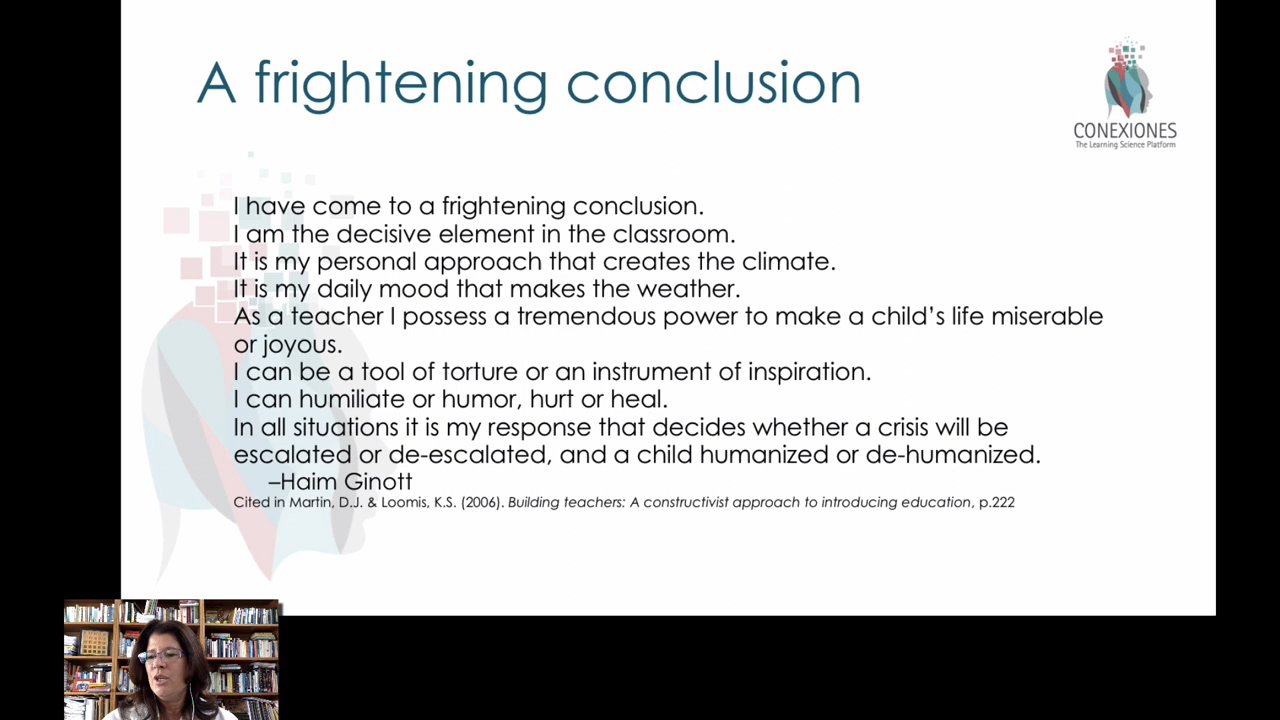 A frightening conclusion
CONEXIONES
The Learning Science Platform
I have come to a frightening conclusion.
I am the decisive element in the classroom.
It is my personal approach that creates the climate.
It is my daily mood that makes the weather.
As a teacher I possess a tremendous power to make a child’s life miserable
or joyous.
I can be a tool of torture or an instrument of inspiration.
I can humiliate or humor, hurt or heal.
In all situations it is my response that decides whether a crisis will be
escalated or de-escalated, and a child humanized or de-humanized.
–Haim Ginott
Cited in Martin, D.J. & Loomis, K.S. (2006). Building teachers: A constructivist approach to introducing education, p.222